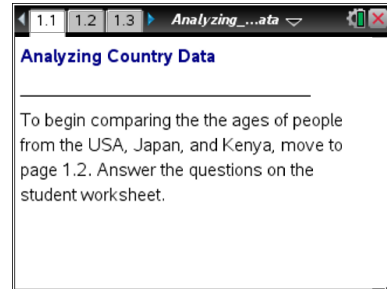 1.1 1.2 1.3 Analyzing_...ata
Analyzing Country Data
To begin comparing the the ages of people
from the USA, Japan, and Kenya, move to
page 1.2. Answer the questions on the
student worksheet.